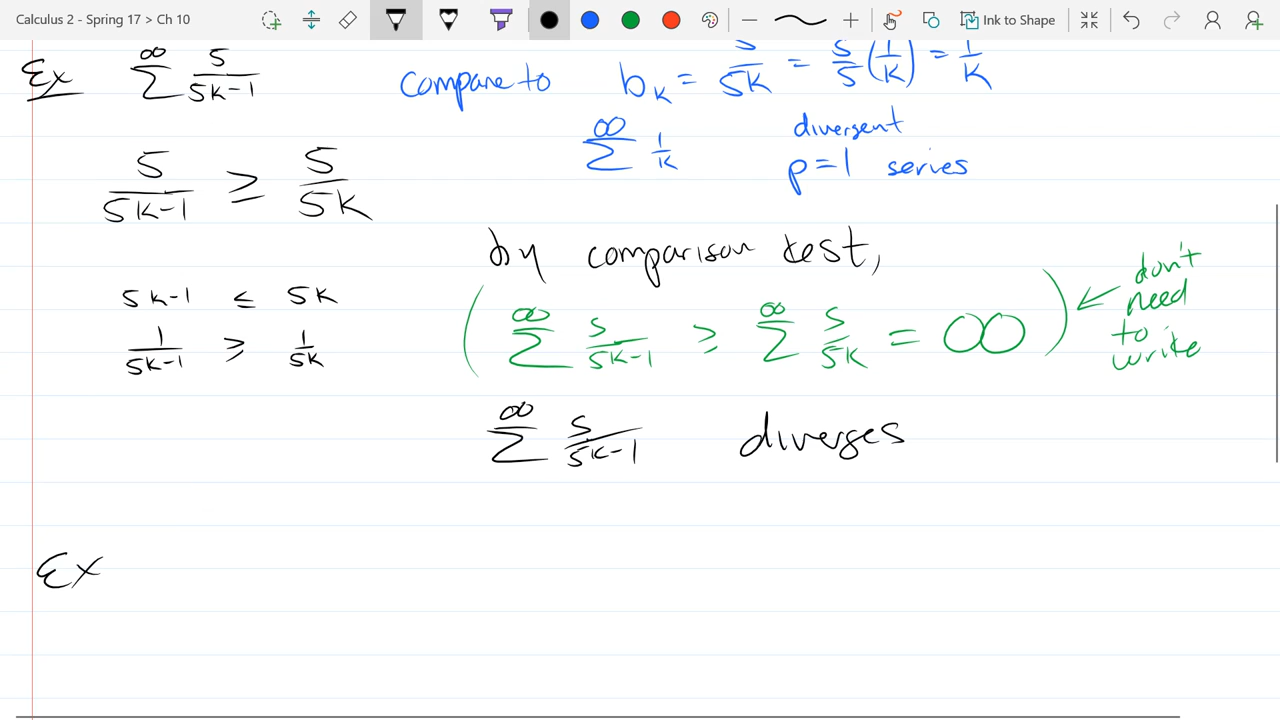 Calculus 2 - Spring 17 > Ch 10
Ink to Shape
Ex ∞ Σ 5/(5k-1) compare to b_k = 5/5k = 5/5 (1/k) = 1/k
∞ Σ 1/k divergent
p=1 series
5/(5k-1) ≥ 5/5k
by comparison test,
5k-1 ≤ 5k
1/(5k-1) ≥ 1/5k
( ∞ Σ 5/(5k-1) ≥ ∞ Σ 5/5k = ∞ ) ← don't
need
to
write
∞ Σ 5/(5k-1) diverges
Ex